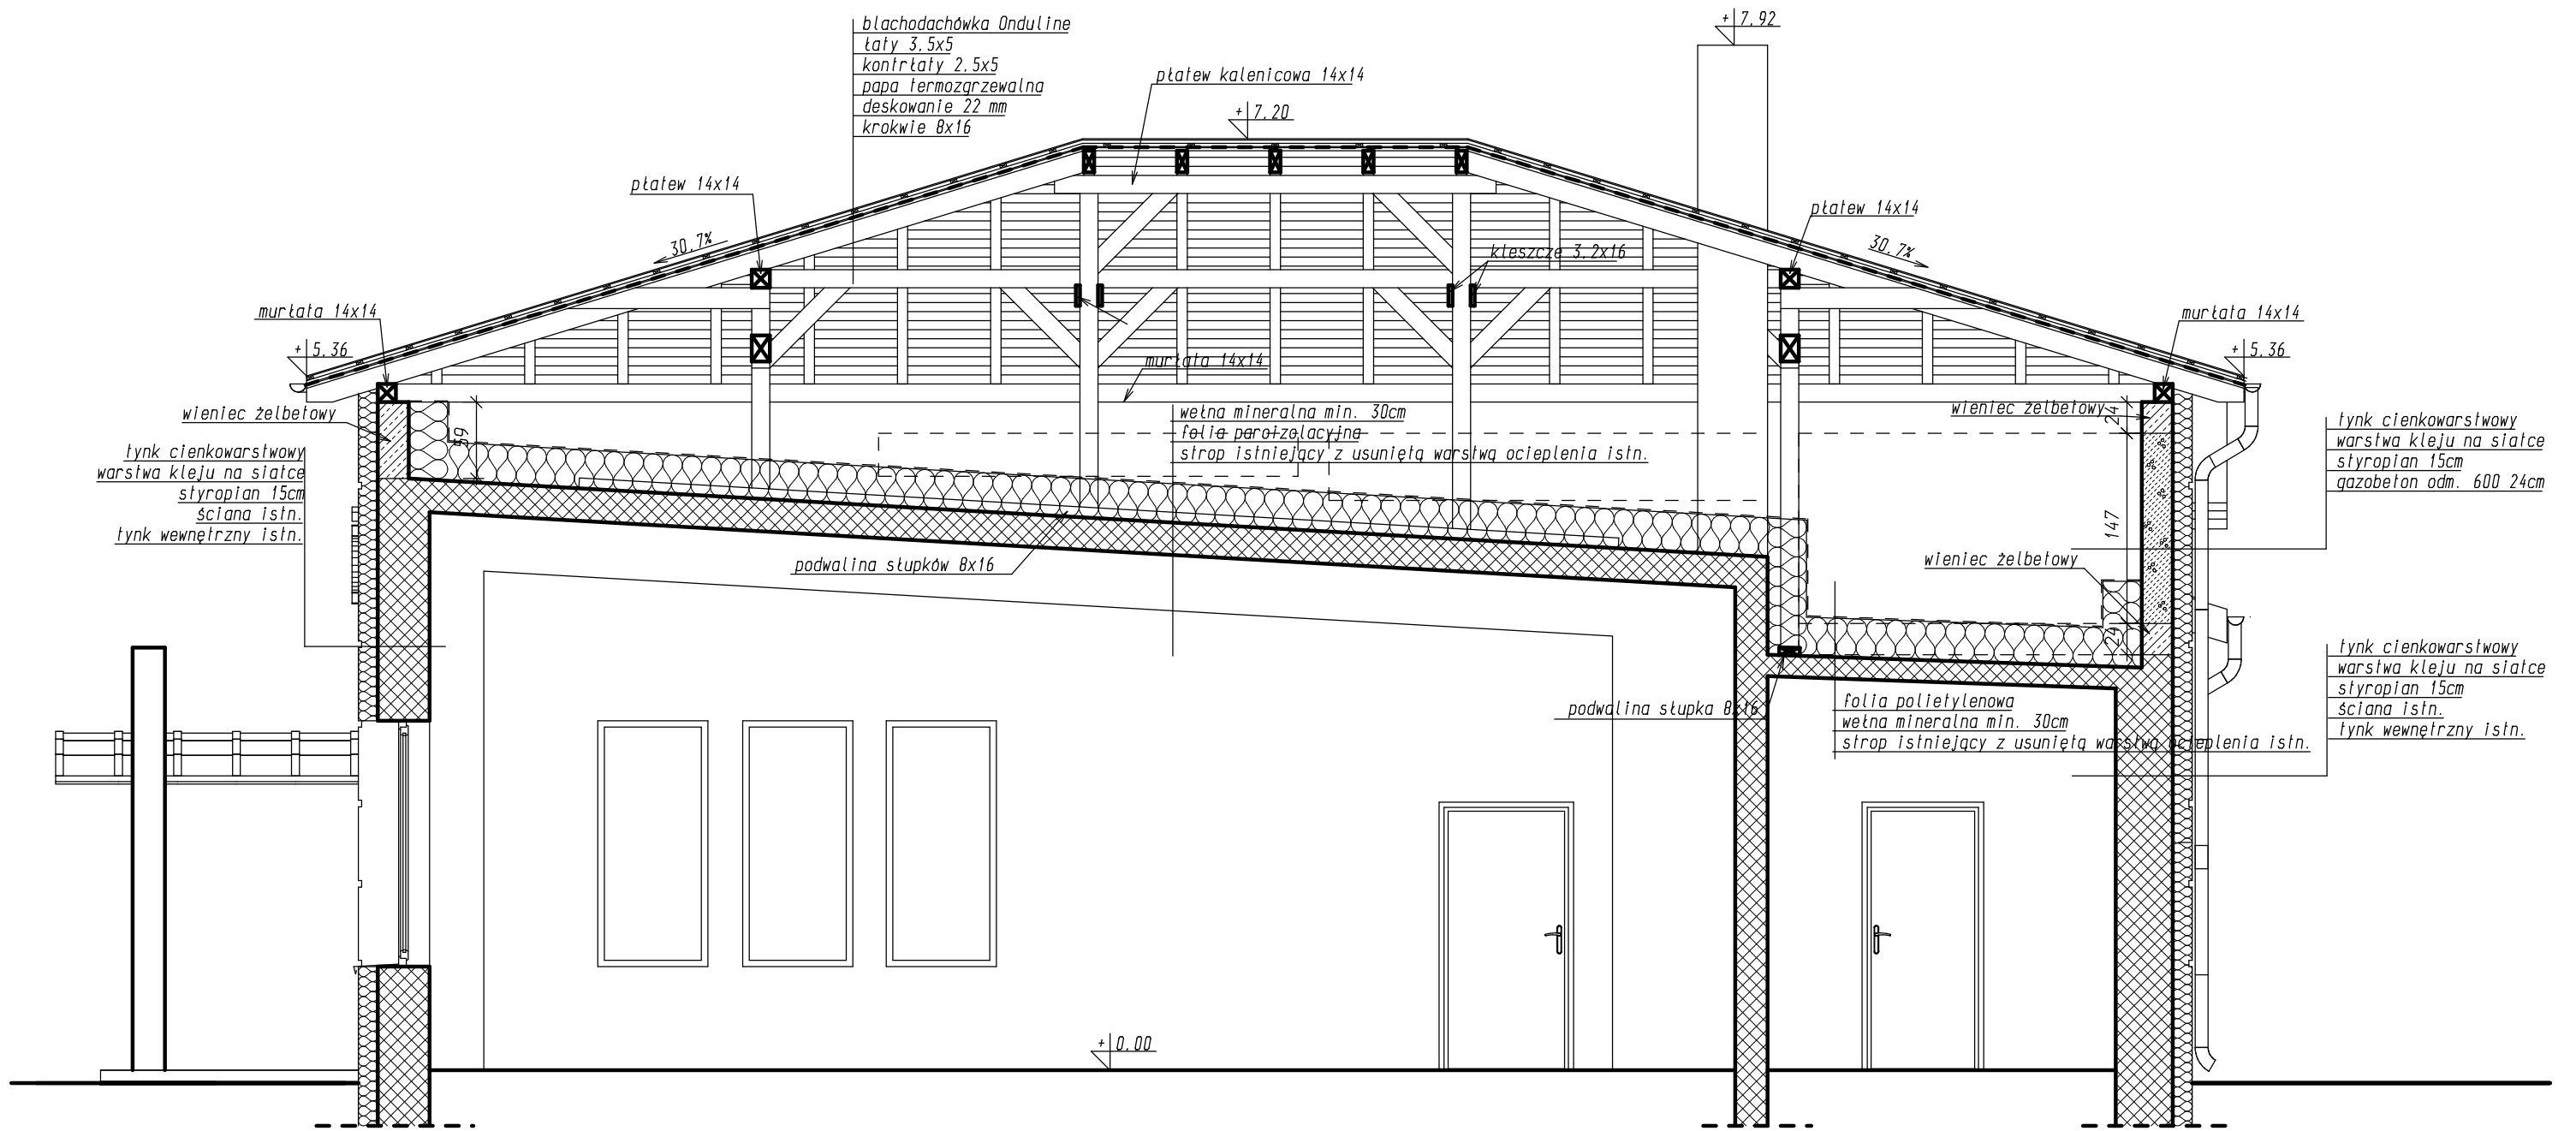 + 7.92
blachodachówka Onduline
łaty 3.5x5
kontrłaty 2.5x5
papa termozgrzewalna
deskowanie 22 mm
krokwie 8x16
płatew kalenicowa 14x14
+ 7.20
płatew 14x14
płatew 14x14
30.7%
30.7%
kleszcze 3.2x16
murłata 14x14
murłata 14x14
+ 5.36
+ 5.36
murłata 14x14
wieniec żelbetowy
59
wełna mineralna min. 30cm
folia paroizolacyjna
strop istniejący z usuniętą warstwą ocieplenia istn.
wieniec żelbetowy
24
tynk cienkowarstwowy
warstwa kleju na siatce
styropian 15cm
gazobeton odm. 600 24cm
tynk cienkowarstwowy
warstwa kleju na siatce
styropian 15cm
ściana istn.
tynk wewnętrzny istn.
147
podwalina słupków 8x16
wieniec żelbetowy
24
tynk cienkowarstwowy
warstwa kleju na siatce
styropian 15cm
ściana istn.
tynk wewnętrzny istn.
podwalina słupka 8x16
folia polietylenowa
wełna mineralna min. 30cm
strop istniejący z usuniętą warstwą ocieplenia istn.
+ 0.00